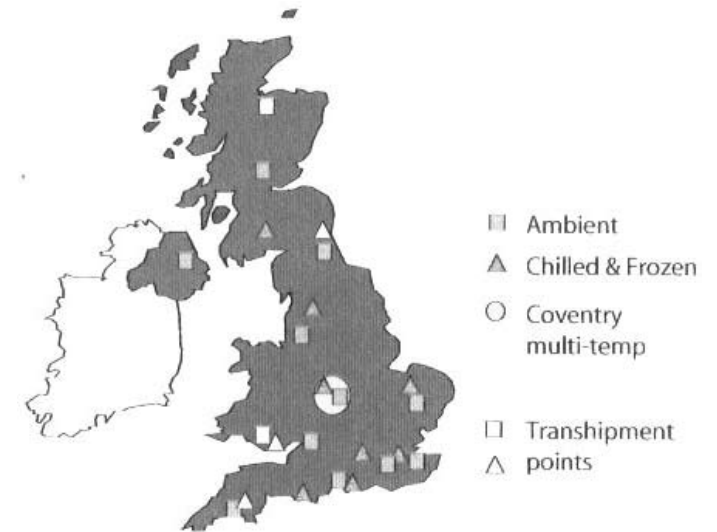 Ambient
Chilled & Frozen
Coventry
multi-temp
Transhipment
points